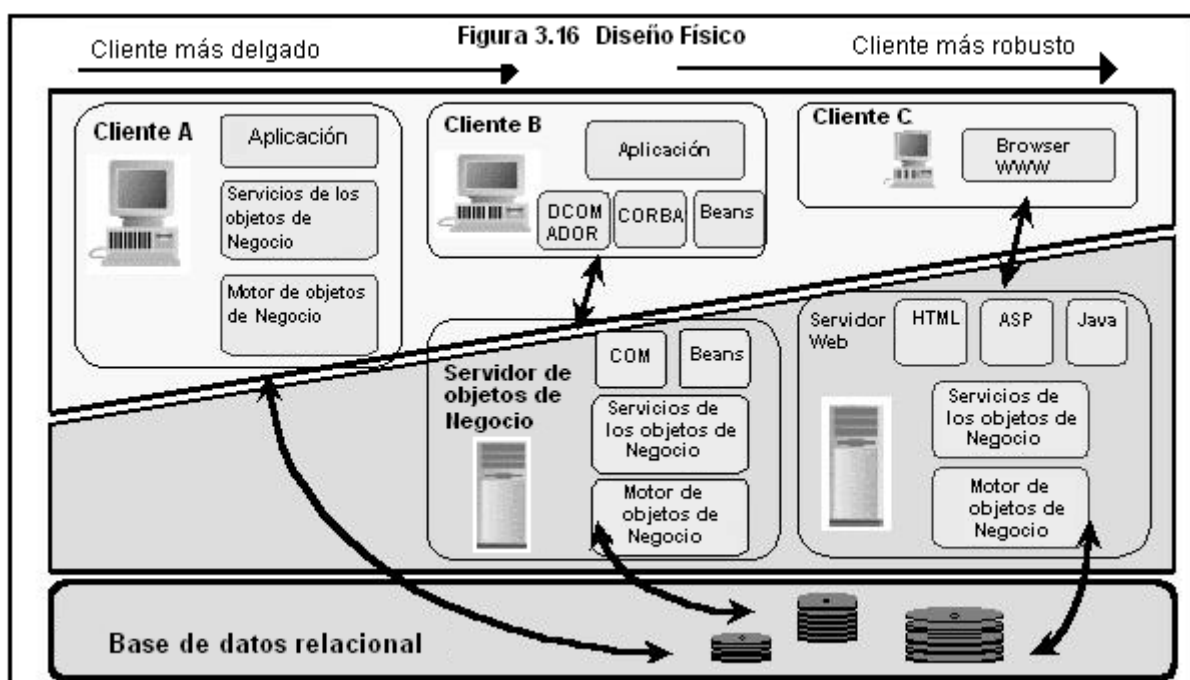 Figura 3.16 Diseño Físico
Cliente más delgado
Cliente más robusto
Cliente A
Aplicación
Servicios de los
objetos de
Negocio
Motor de objetos
de Negocio
Cliente B
Aplicación
DCOM
ADOR
CORBA
Beans
Cliente C
Browser
WWW
Servidor de
objetos de
Negocio
COM
Beans
Servicios de
los objetos de
Negocio
Motor de
objetos de
Negocio
Servidor
Web
HTML
ASP
Java
Servicios de
los objetos de
Negocio
Motor de
objetos de
Negocio
Base de datos relacional